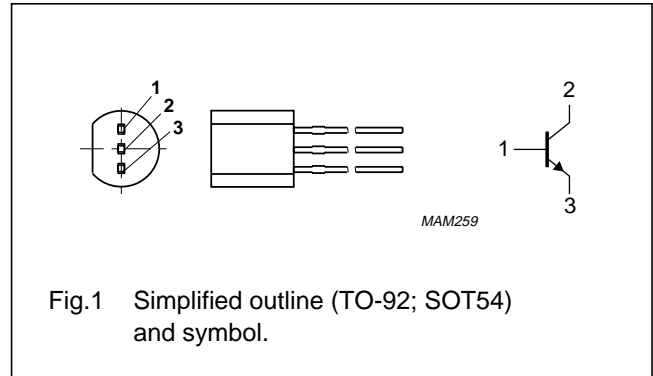 1
2
3
2
1
3
MAM259
Fig.1 Simplified outline (TO-92; SOT54)
and symbol.